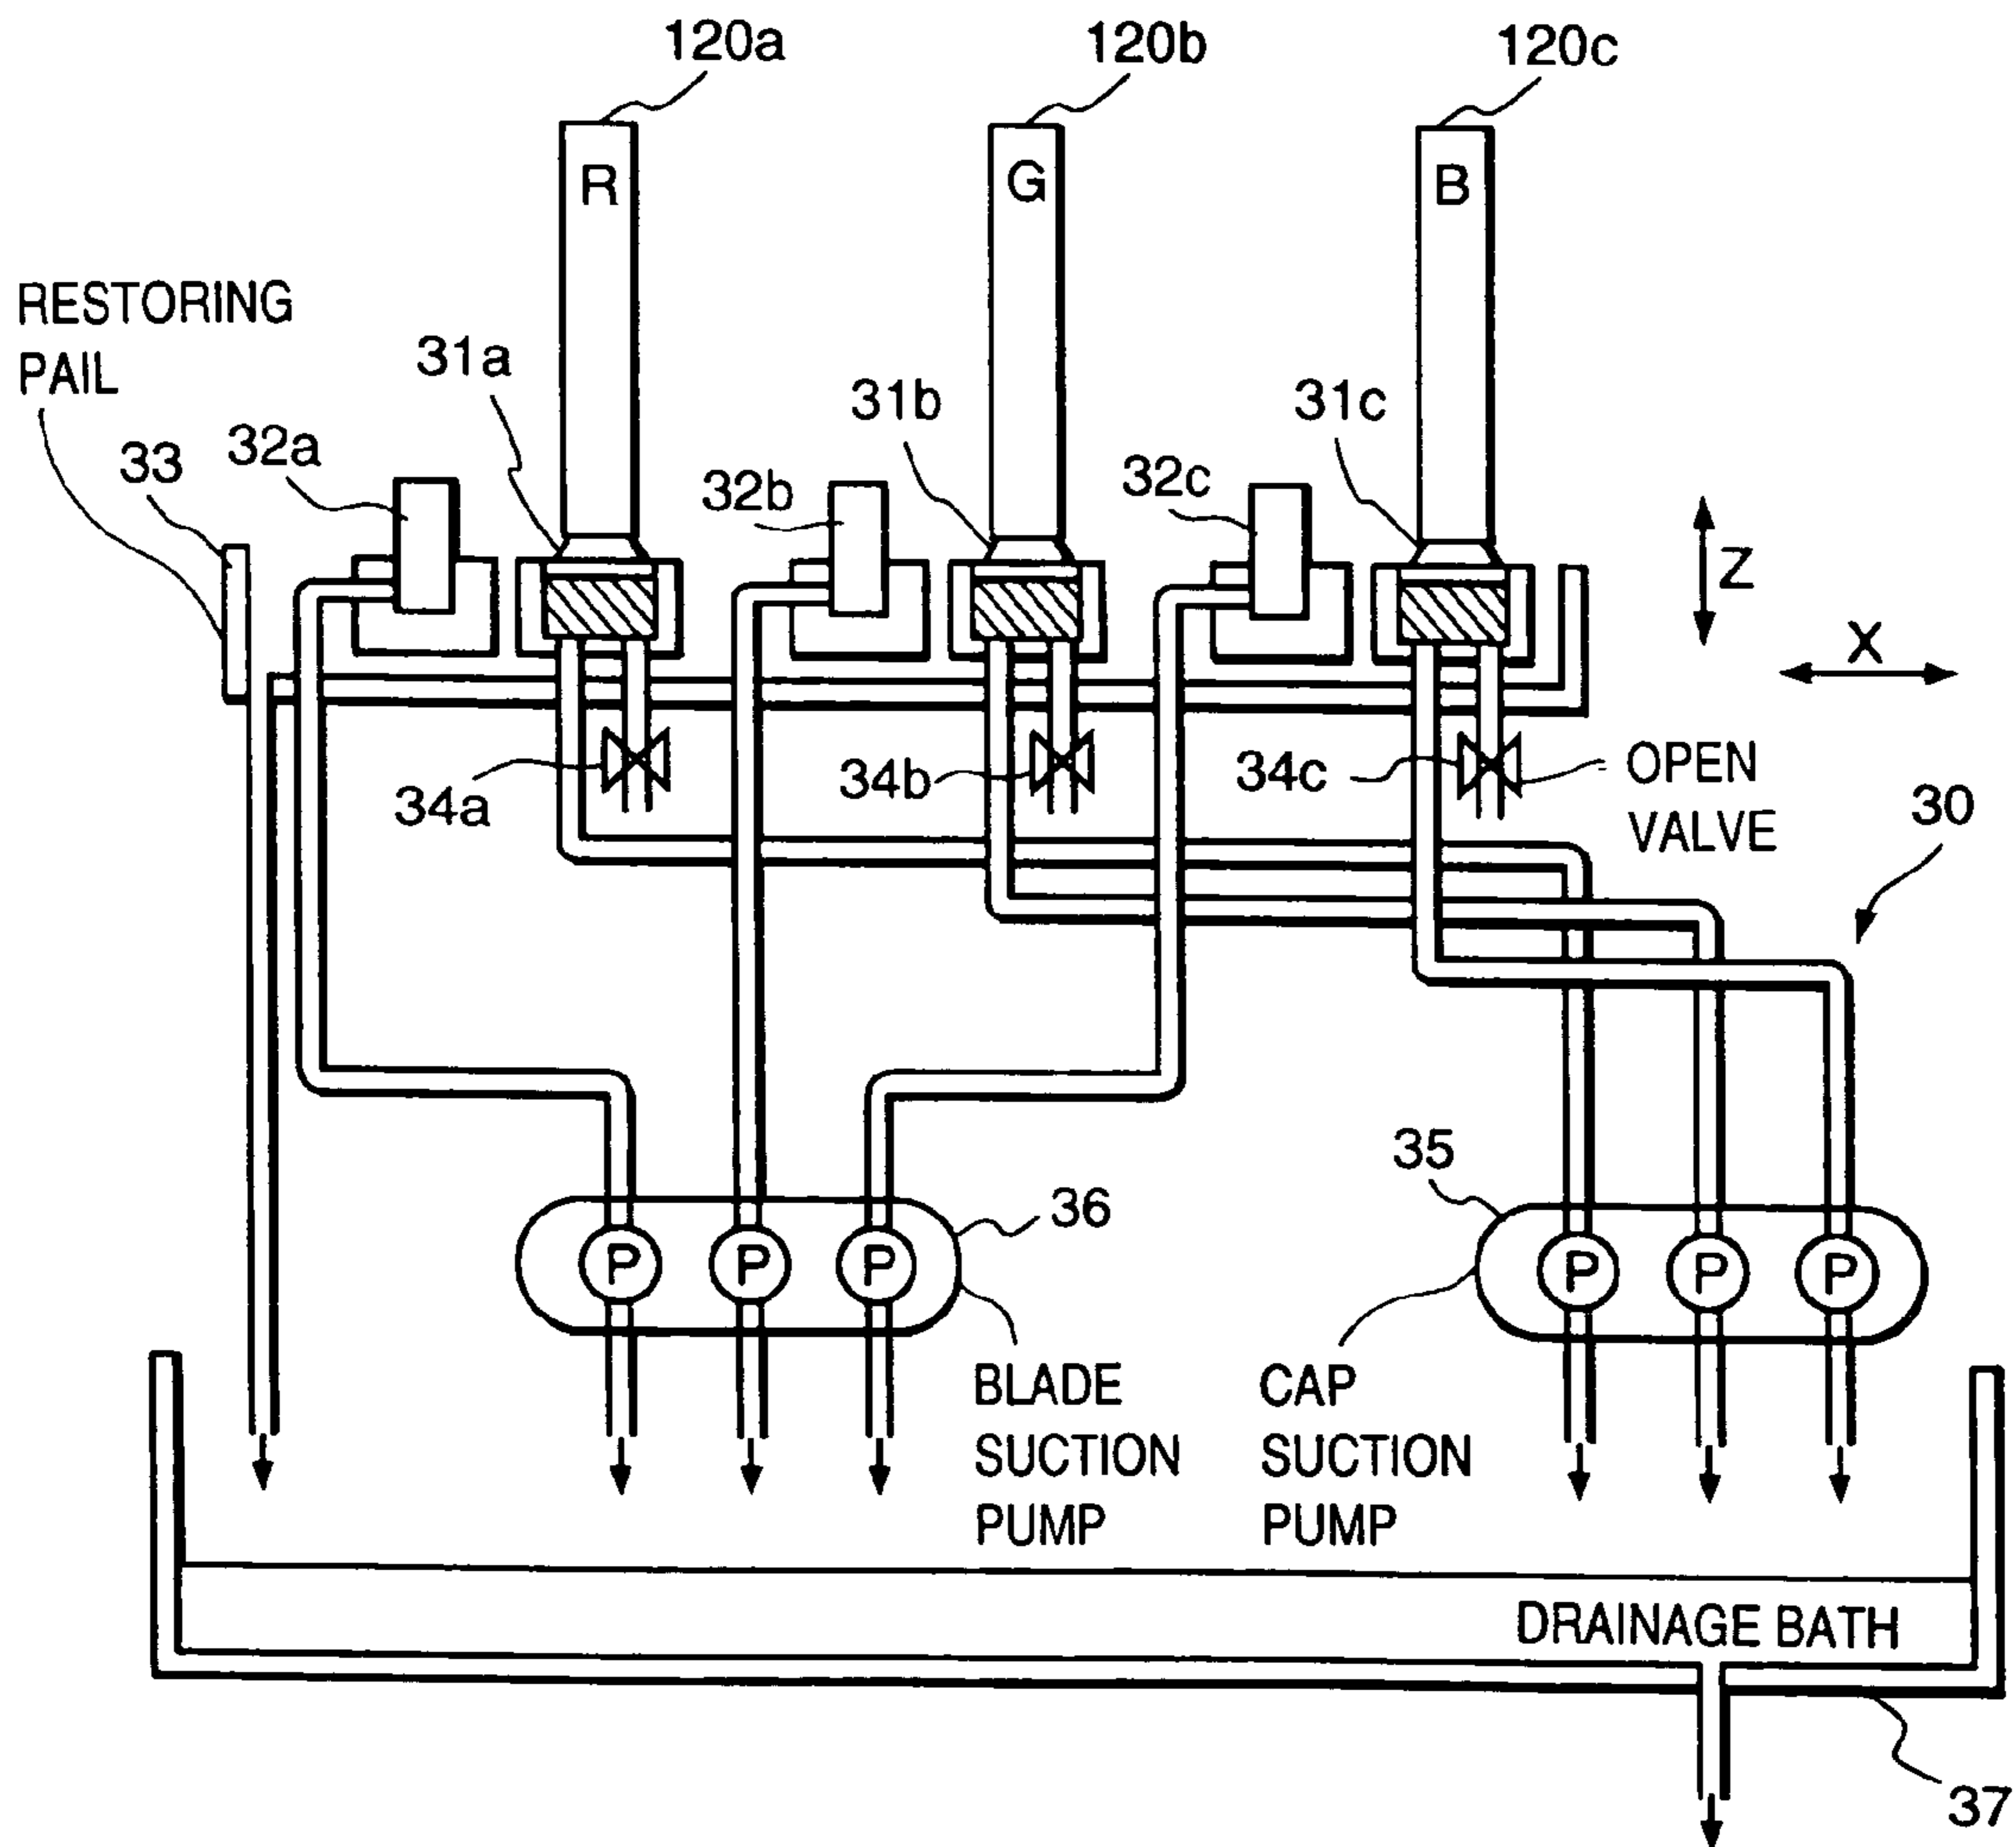 120a
120b
120c
R
G
B
RESTORING
PAIL
31a
31b
31c
33
32a
32b
32c
Z
X
34a
34b
34c
OPEN
VALVE
30
35
36
P
P
P
P
P
P
BLADE
SUCTION
PUMP
CAP
SUCTION
PUMP
DRAINAGE BATH
37